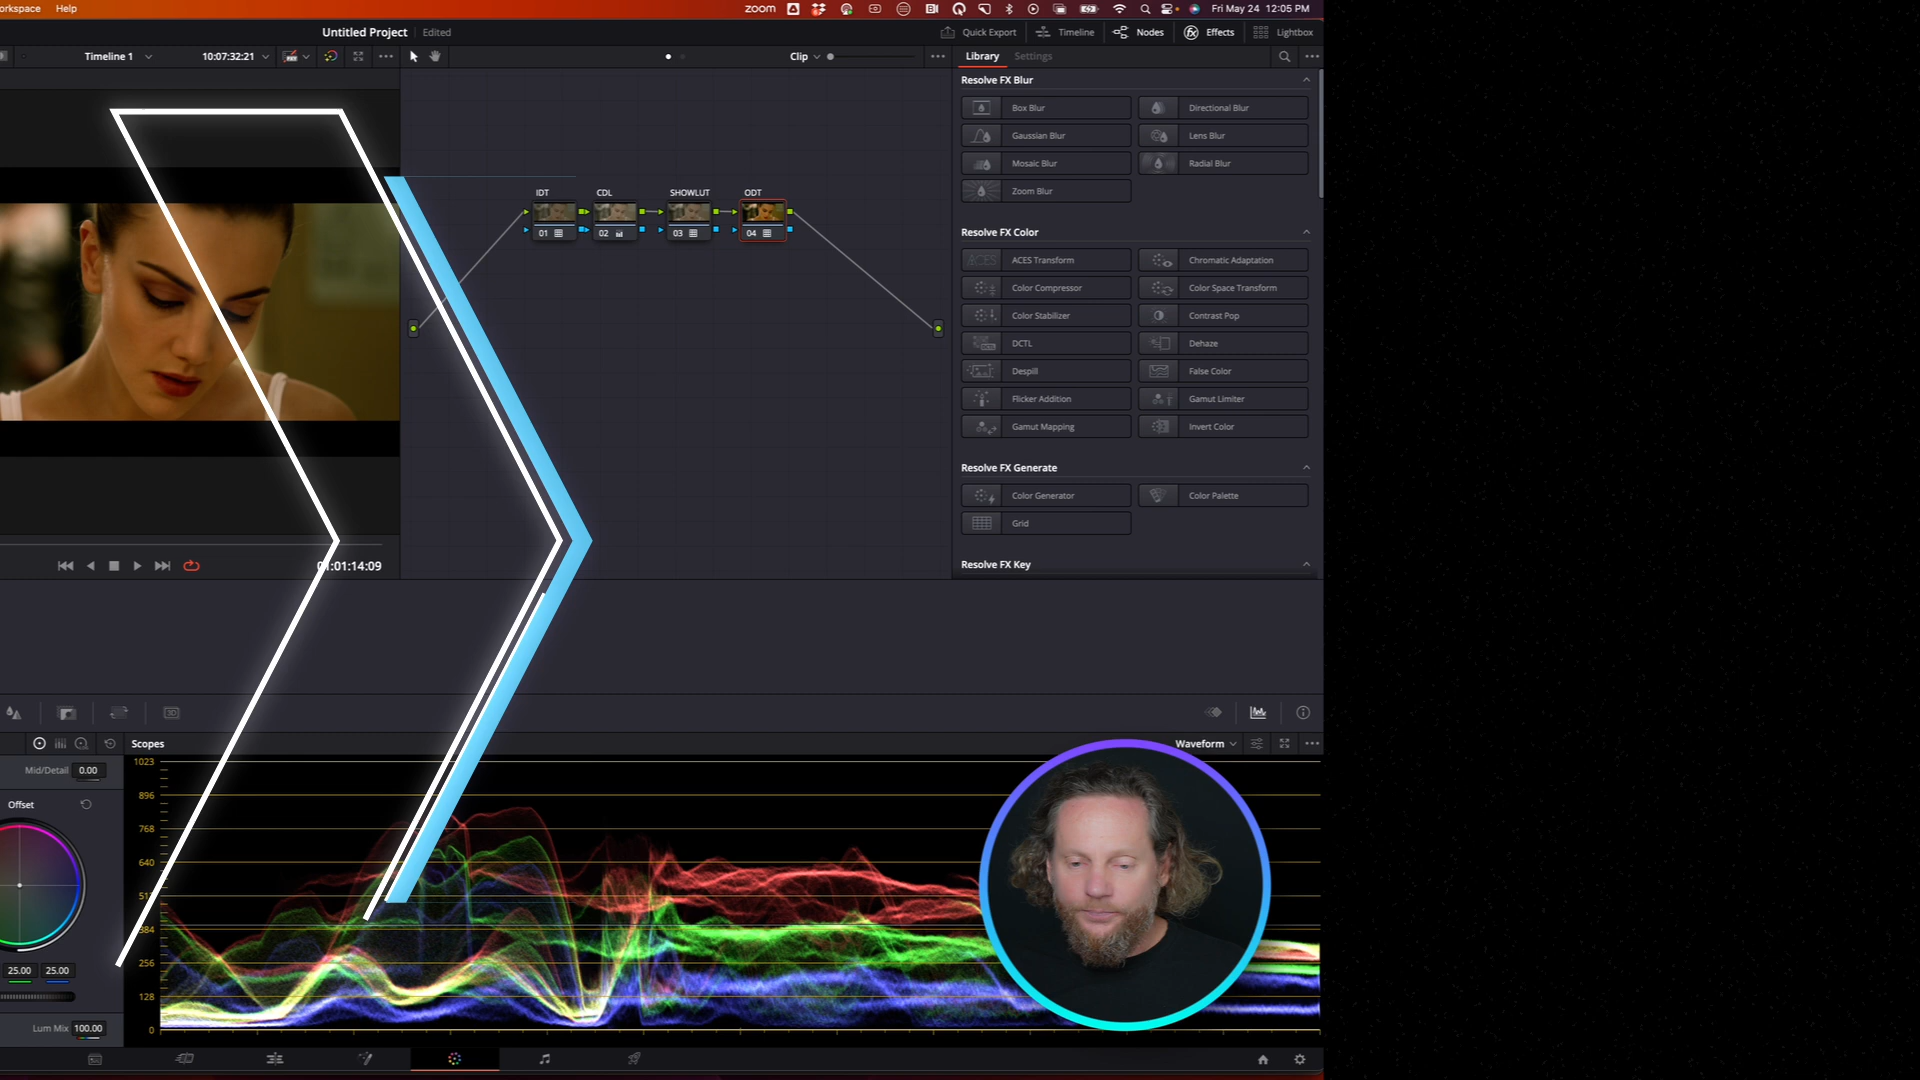 orkspace Help zoom Fri May 24 12:05 PM
Untitled Project Edited Quick Export Timeline Nodes Effects Lightbox
Timeline 1 10:07:32:21 Clip Library Settings
Resolve FX Blur
Box Blur Directional Blur
Gaussian Blur Lens Blur
Mosaic Blur Radial Blur
Zoom Blur
IDT CDL SHOWLUT ODT
01 02 03 04
Resolve FX Color
ACES ACES Transform Chromatic Adaptation
Color Compressor Color Space Transform
Color Stabilizer Contrast Pop
DCTL DCTL Dehaze
Despill False Color
Flicker Addition Gamut Limiter
Gamut Mapping Invert Color
Resolve FX Generate
Color Generator Color Palette
Grid
Resolve FX Key
01:01:14:09
3D
Scopes Waveform
Mid/Detail 0.00
Offset
1023
896
768
640
512
384
256
128
0
25.00 25.00
Lum Mix 100.00